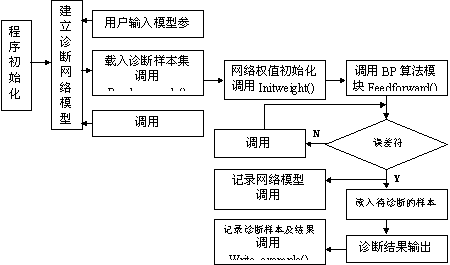 程序初始化
建立诊断网络模型
用户输入模型参
载入诊断样本集
调用
调用
网络权值初始化
调用 Initweight()
调用 BP 算法模
块 Feedforward()
调用
N
误差符
Y
记录网络模型
调用
读入待诊断的样本
记录诊断样本及结果
调用
Write_example()
诊断结果输出